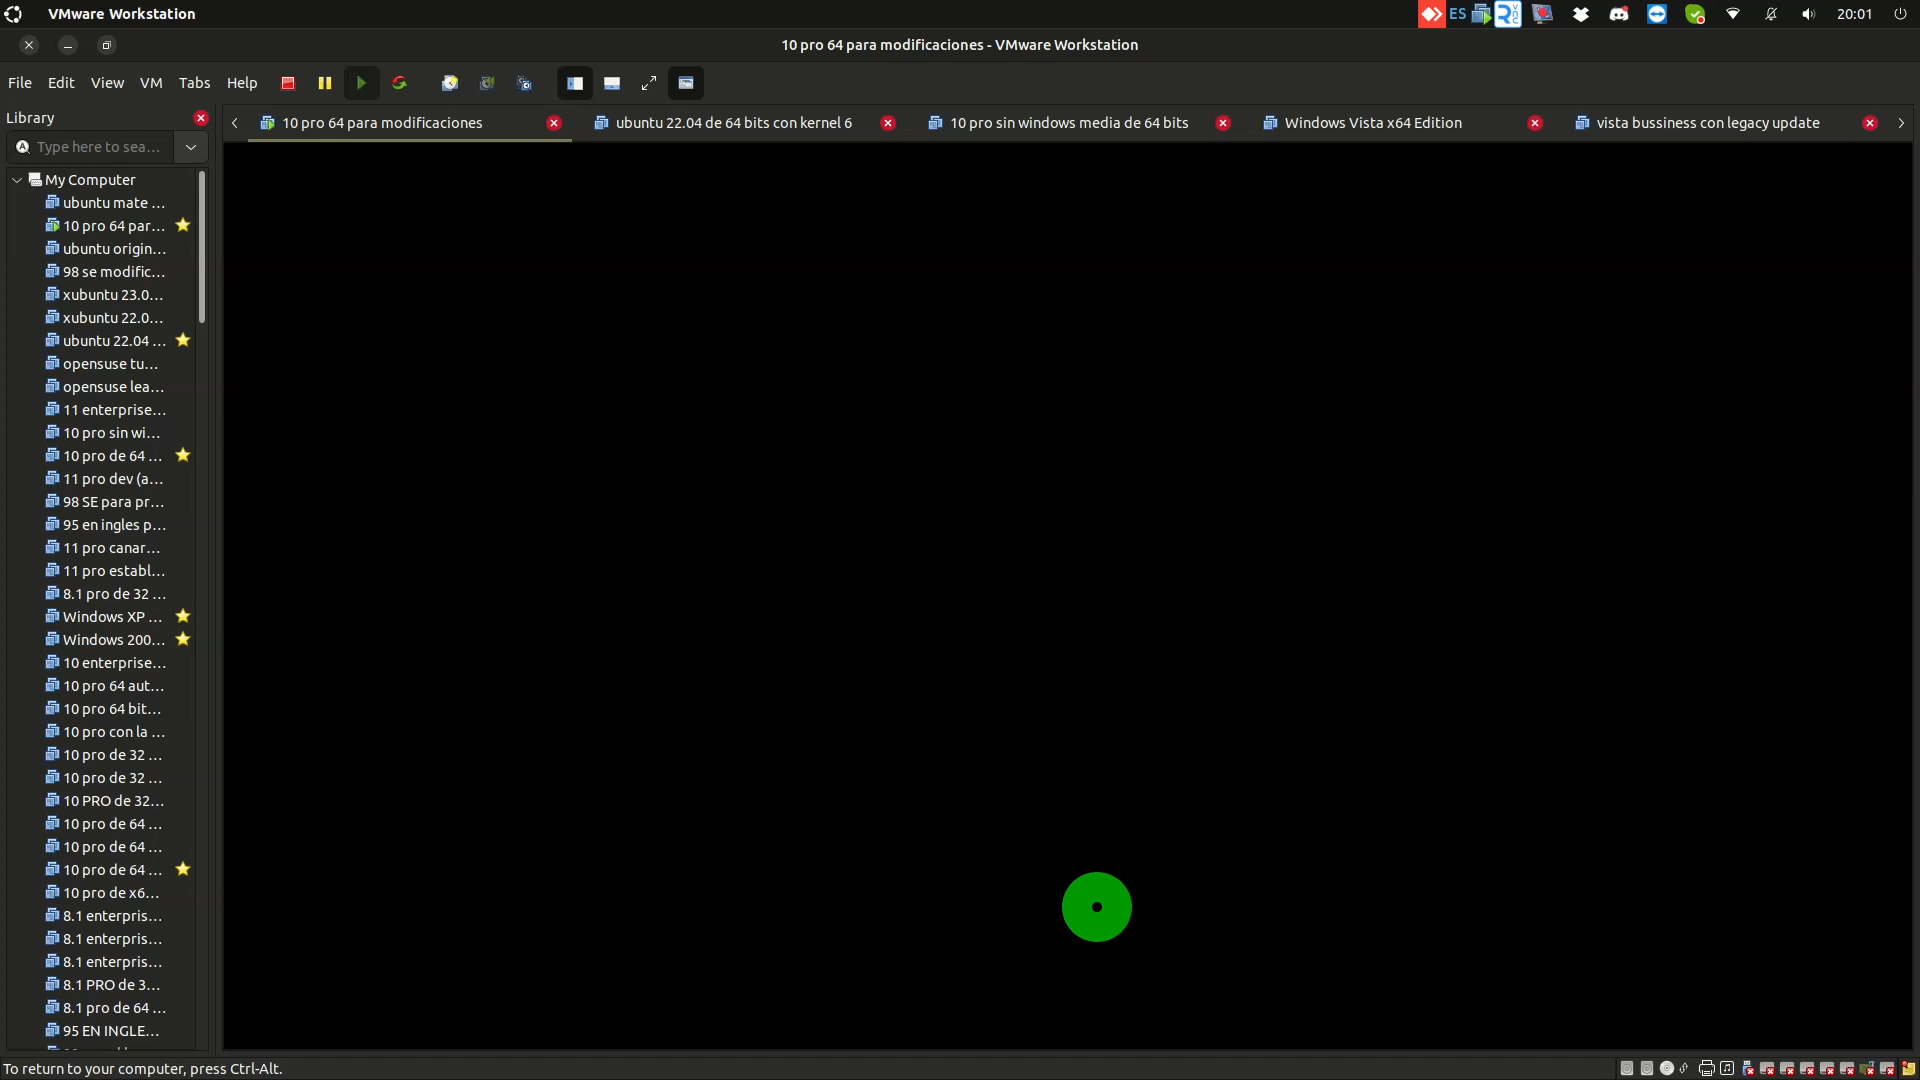 VMware Workstation
ES
20:01
10 pro 64 para modificaciones - VMware Workstation
File Edit View VM Tabs Help
Library
10 pro 64 para modificaciones
ubuntu 22.04 de 64 bits con kernel 6
10 pro sin windows media de 64 bits
Windows Vista x64 Edition
vista bussiness con legacy update
Type here to sea...
My Computer
ubuntu mate ...
10 pro 64 par...
ubuntu origin...
98 se modific...
xubuntu 23.0...
xubuntu 22.0...
ubuntu 22.04 ...
opensuse tu...
opensuse lea...
11 enterprise...
10 pro sin wi...
10 pro de 64 ...
11 pro dev (a...
98 SE para pr...
95 en ingles p...
11 pro canar...
11 pro establ...
8.1 pro de 32 ...
Windows XP ...
Windows 200...
10 enterprise...
10 pro 64 aut...
10 pro 64 bit...
10 pro con la ...
10 pro de 32 ...
10 pro de 32 ...
10 PRO de 32...
10 pro de 64 ...
10 pro de 64 ...
10 pro de 64 ...
10 pro de x6...
8.1 enterpris...
8.1 enterpris...
8.1 enterpris...
8.1 PRO de 3...
8.1 pro de 64 ...
95 EN INGLE...
To return to your computer, press Ctrl-Alt.